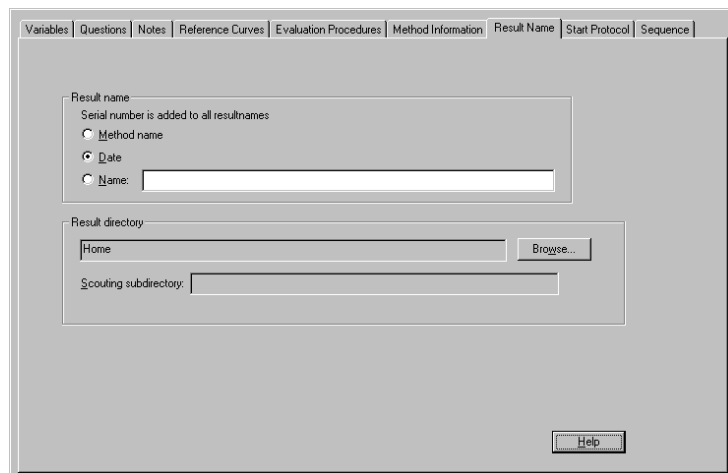 Variables Questions Notes Reference Curves Evaluation Procedures Method Information Result Name Start Protocol Sequence
Result name
Serial number is added to all resultnames
Method name
Date
Name:
Result directory
Home Browse...
Scouting subdirectory:
Help